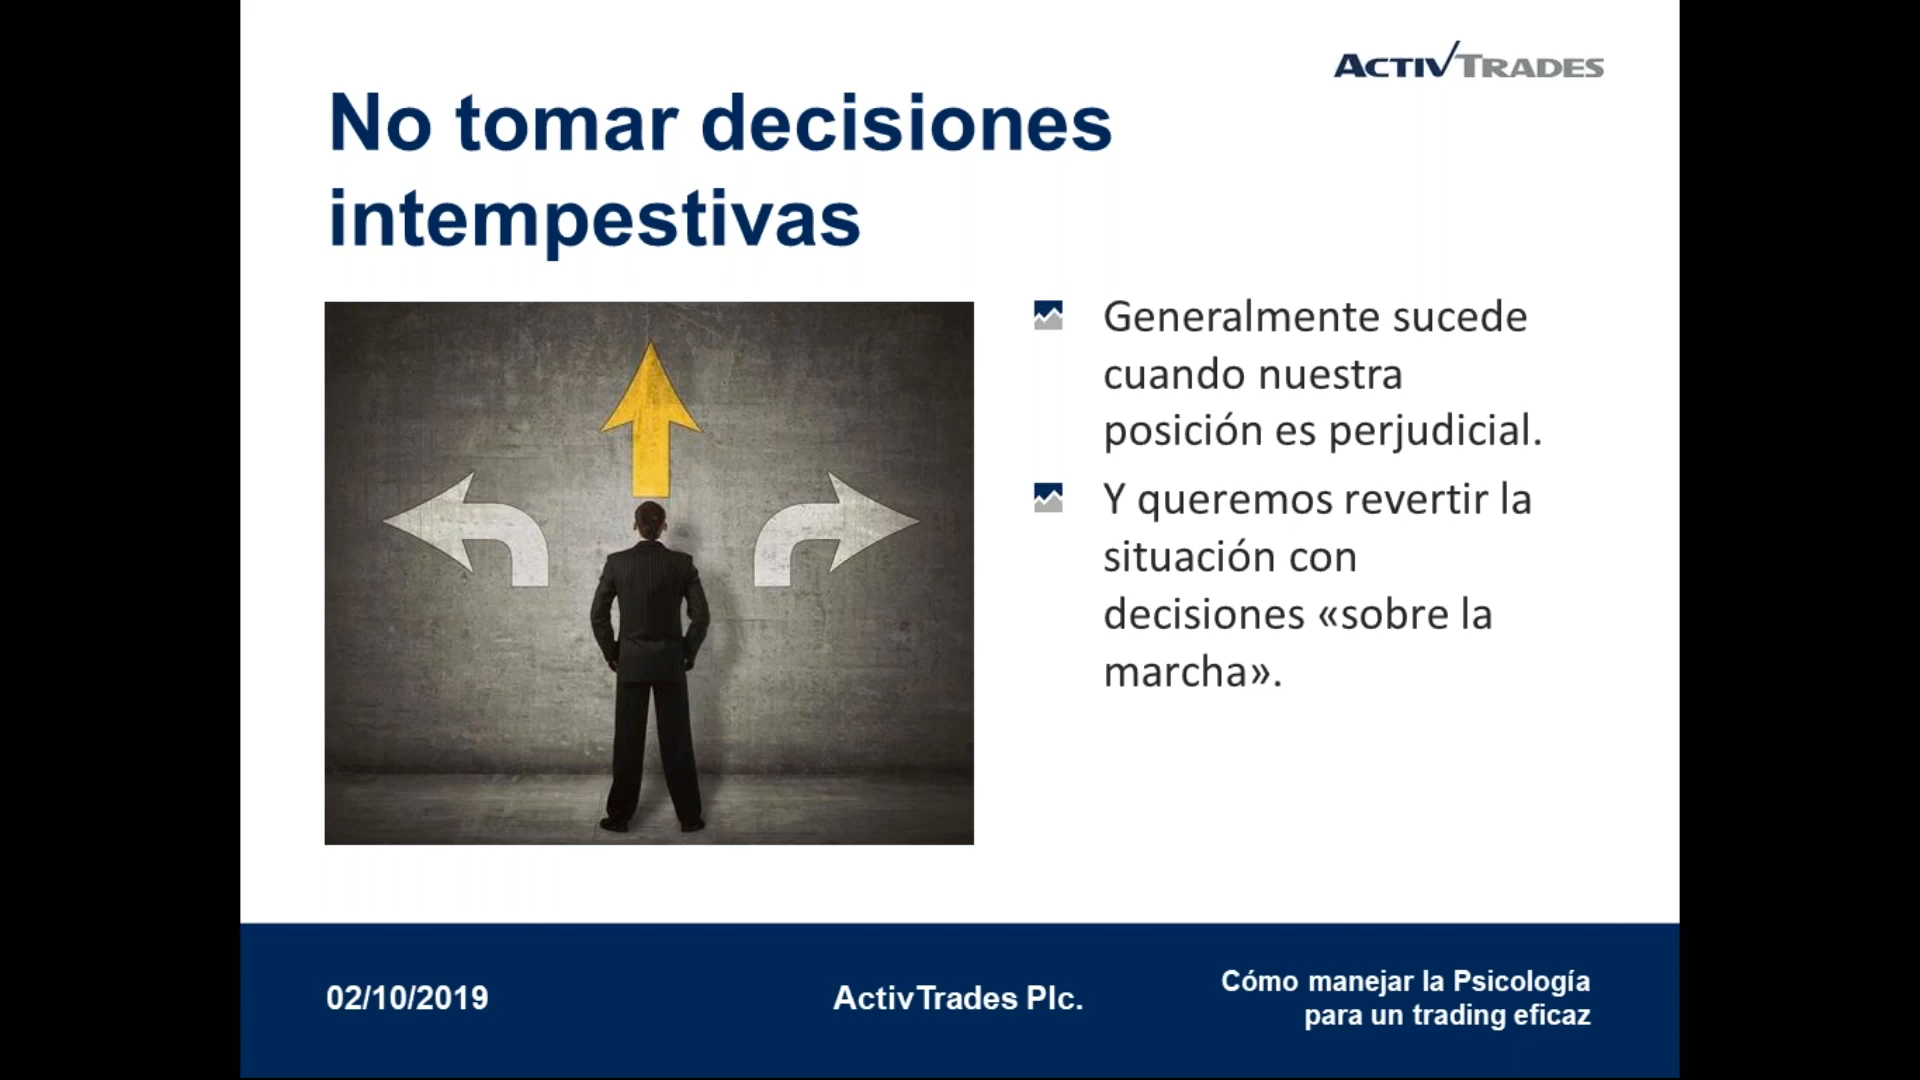 ACTIVTRADES
No tomar decisiones
intempestivas
Generalmente sucede
cuando nuestra
posición es perjudicial.
Y queremos revertir la
situación con
decisiones «sobre la
marcha».
02/10/2019
ActivTrades Plc.
Cómo manejar la Psicología
para un trading eficaz